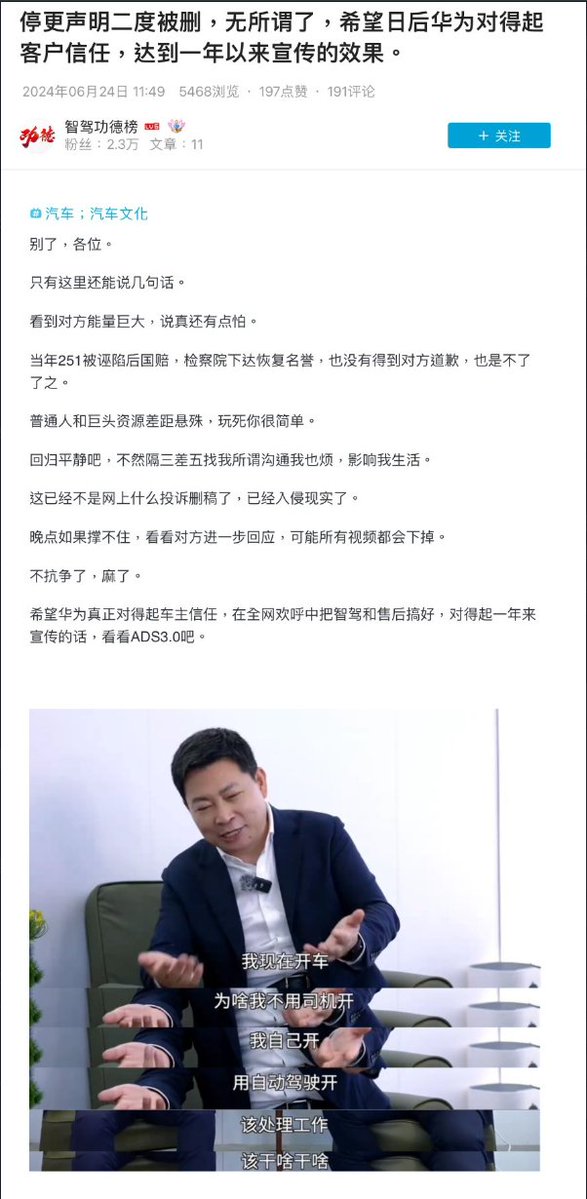 停更声明二度被删，无所谓了，希望日后华为对得起
客户信任，达到一年以来宣传的效果。
2024年06月24日 11:49 5468浏览 · 197点赞 · 191评论
功德
智驾功德榜 LV6
粉丝：2.3万 文章：11
+ 关注
# 汽车；汽车文化
别了，各位。
只有这里还能说几句话。
看到对方能量巨大，说真还有点怕。
当年251被诬陷后国赔，检察院下达恢复名誉，也没有得到对方道歉，也是不了
了之。
普通人和巨头资源差距悬殊，玩死你很简单。
回归平静吧，不然隔三差五找我所谓沟通我也烦，影响我生活。
这已经不是网上什么投诉删稿了，已经入侵现实了。
晚点如果撑不住，看看对方进一步回应，可能所有视频都会下掉。
不抗争了，麻了。
希望华为真正对得起车主信任，在全网欢呼中把智驾和售后搞好，对得起一年来
宣传的话，看看ADS3.0吧。
我现在开车
为啥我不用司机开
我自己开
用自动驾驶开
该处理工作
该干啥干啥